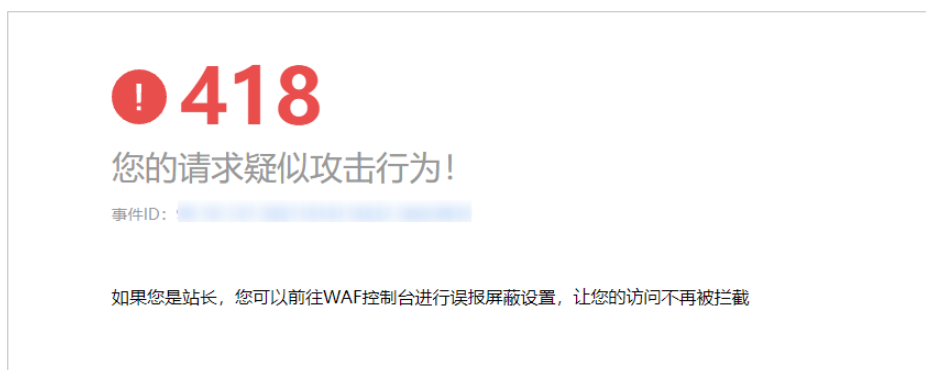 ! 418
您的请求疑似攻击行为！
事件ID：
如果您是站长，您可以前往WAF控制台进行误报屏蔽设置，让您的访问不再被拦截